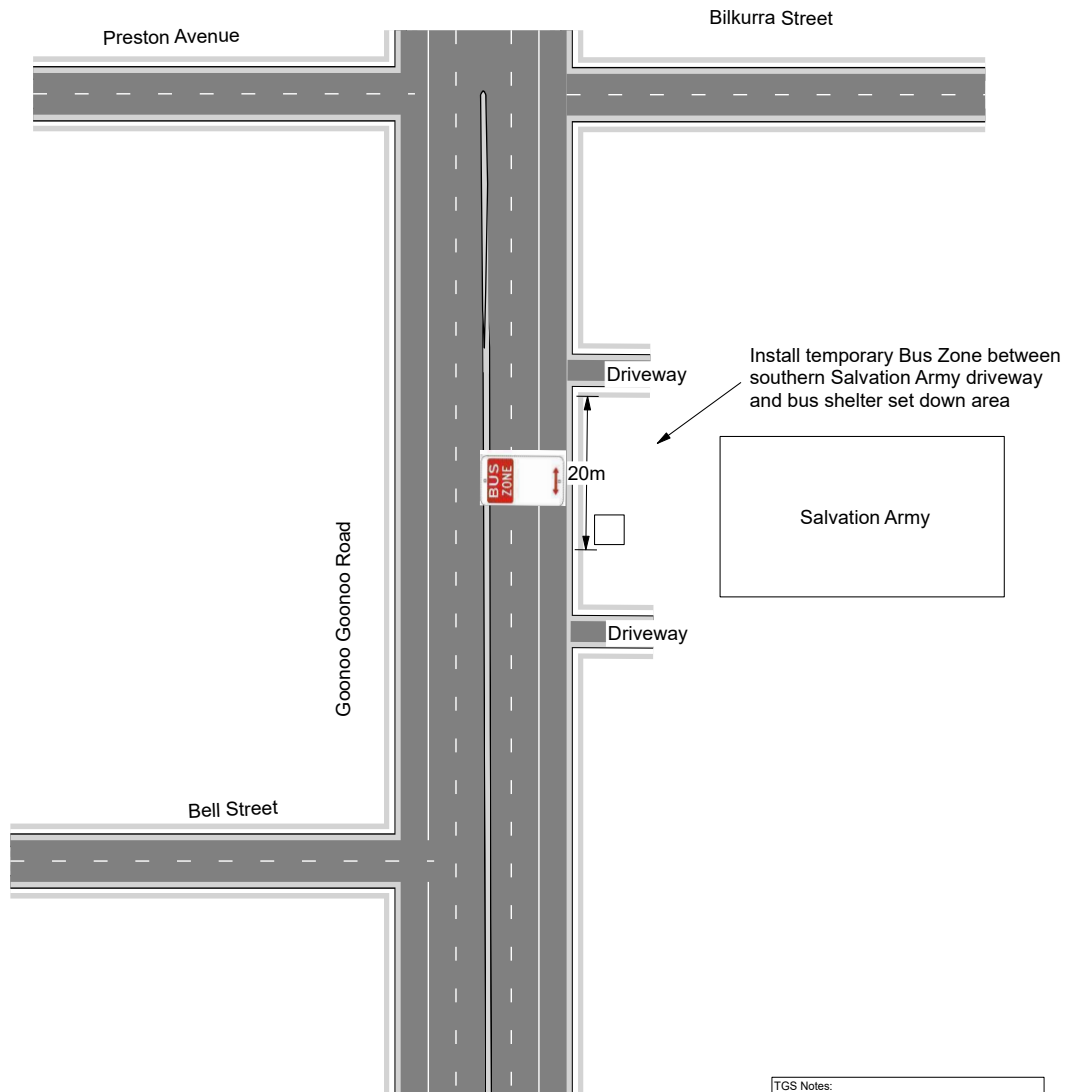 Bilkurra Street
Preston Avenue
Install temporary Bus Zone between
southern Salvation Army driveway
and bus shelter set down area
Driveway
BUS
ZONE
20m
Salvation Army
Goonoo Goonoo Road
Driveway
Bell Street
TGS Notes: